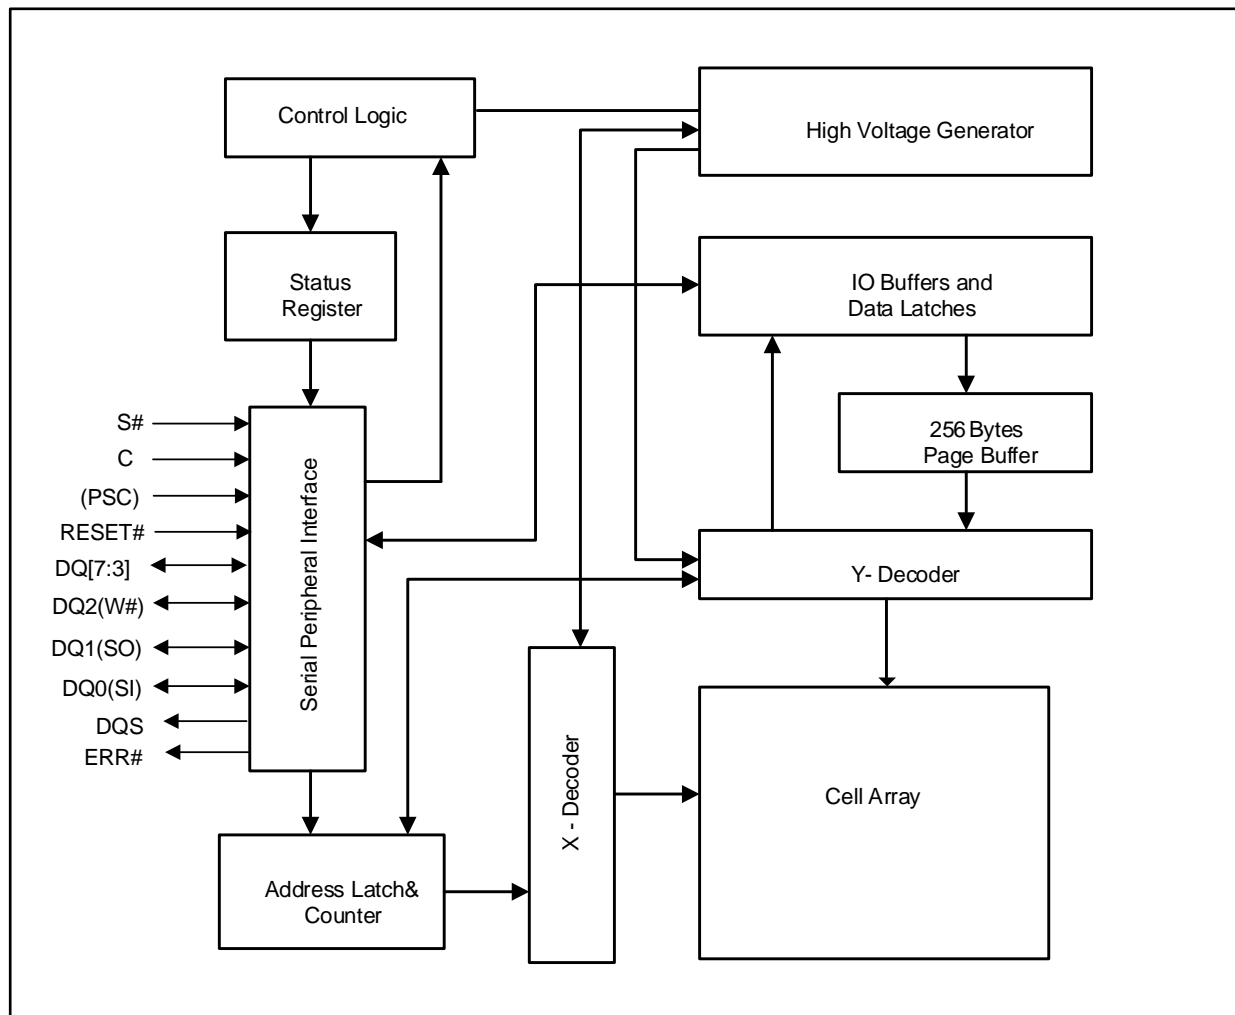 Control Logic
High Voltage Generator
Status
Register
IO Buffers and
Data Latches
256 Bytes
Page Buffer
S#
C
(PSC)
RESET#
DQ[7:3]
DQ2(W#)
DQ1(SO)
DQ0(SI)
DQS
ERR#
Serial Peripheral Interface
Y- Decoder
X - Decoder
Cell Array
Address Latch&
Counter